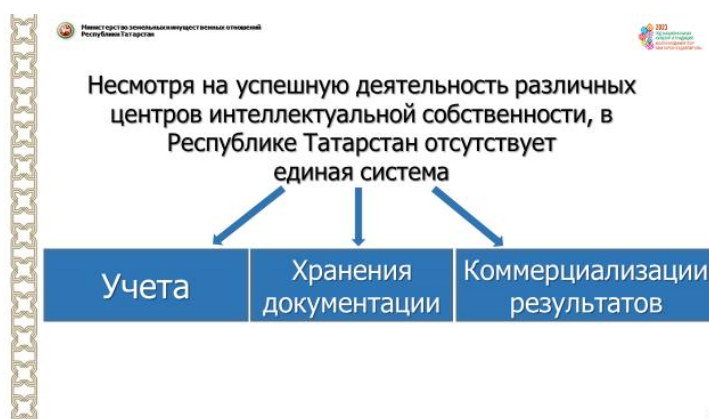 Министерство земельных и имущественных отношений
Республики Татарстан
2023
Несмотря на успешную деятельность различных
центров интеллектуальной собственности, в
Республике Татарстан отсутствует
единая система
Учета
Хранения
документации
Коммерциализации
результатов